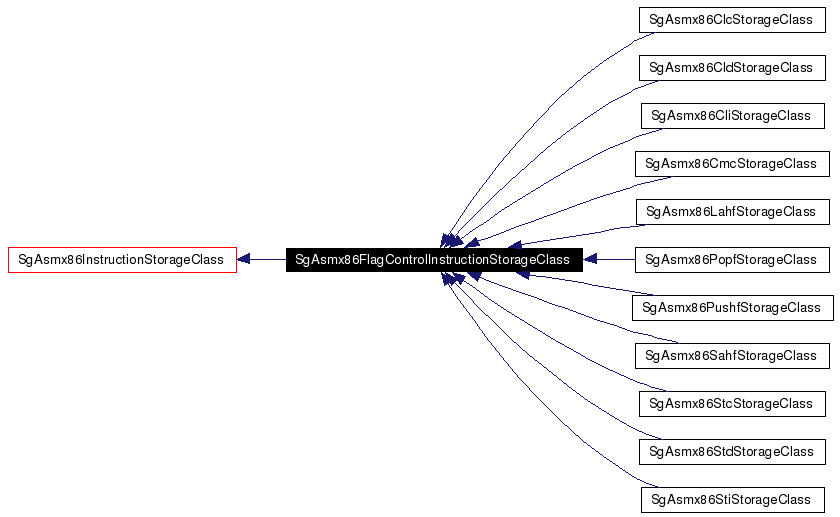 SgAsmx86ClcStorageClass
SgAsmx86CldStorageClass
SgAsmx86CliStorageClass
SgAsmx86CmcStorageClass
SgAsmx86LahfStorageClass
SgAsmx86InstructionStorageClass
SgAsmx86FlagControlInstructionStorageClass
SgAsmx86PopfStorageClass
SgAsmx86PushfStorageClass
SgAsmx86SahfStorageClass
SgAsmx86StcStorageClass
SgAsmx86StdStorageClass
SgAsmx86StiStorageClass